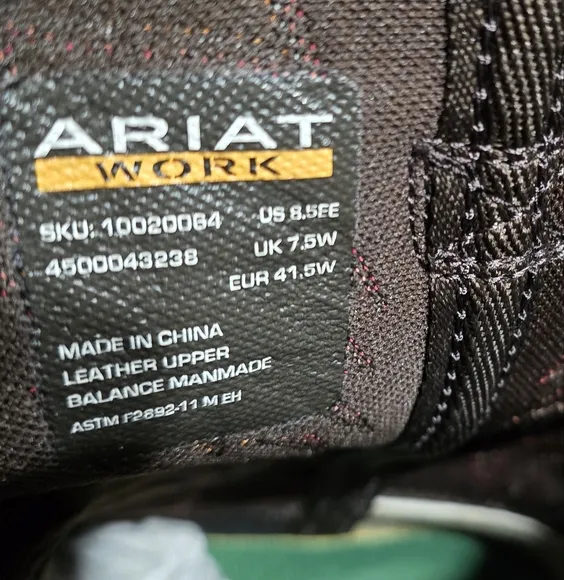 ARIAT
WORK
SKU: 10020084 US 8.5EE
4500043238 UK 7.5W
EUR 41.5W
MADE IN CHINA
LEATHER UPPER
BALANCE MANMADE
ASTM F2892-11 M EH